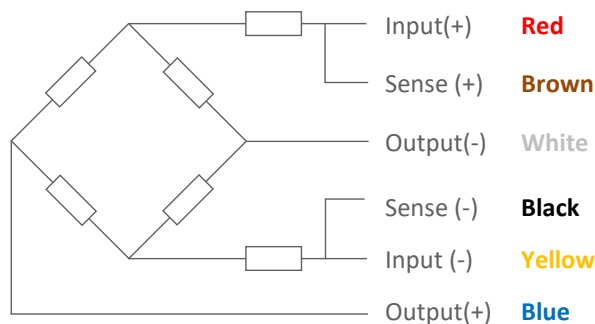 Input(+) Red
Sense (+) Brown
Output(-) White
Sense (-) Black
Input (-) Yellow
Output(+) Blue